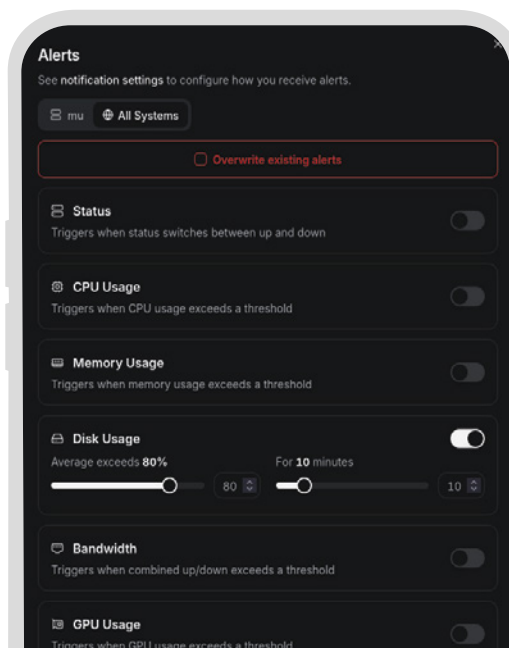 Alerts
See notification settings to configure how you receive alerts.
mu All Systems
Overwrite existing alerts
Status
Triggers when status switches between up and down
CPU Usage
Triggers when CPU usage exceeds a threshold
Memory Usage
Triggers when memory usage exceeds a threshold
Disk Usage
Average exceeds 80% For 10 minutes
80 10
Bandwidth
Triggers when combined up/down exceeds a threshold
GPU Usage
Triggers when GPU usage exceeds a threshold